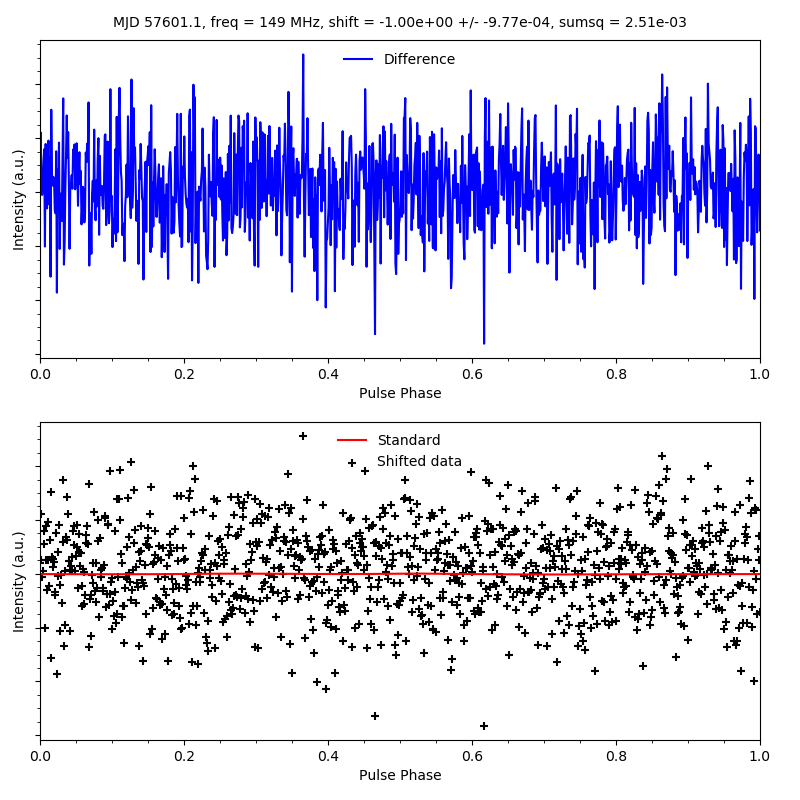 MJD 57601.1, freq = 149 MHz, shift = -1.00e+00 +/- -9.77e-04, sumsq = 2.51e-03
Difference
Intensity (a.u.)
0.0 0.2 0.4 0.6 0.8 1.0
Pulse Phase
Standard
Shifted data
Intensity (a.u.)
0.0 0.2 0.4 0.6 0.8 1.0
Pulse Phase